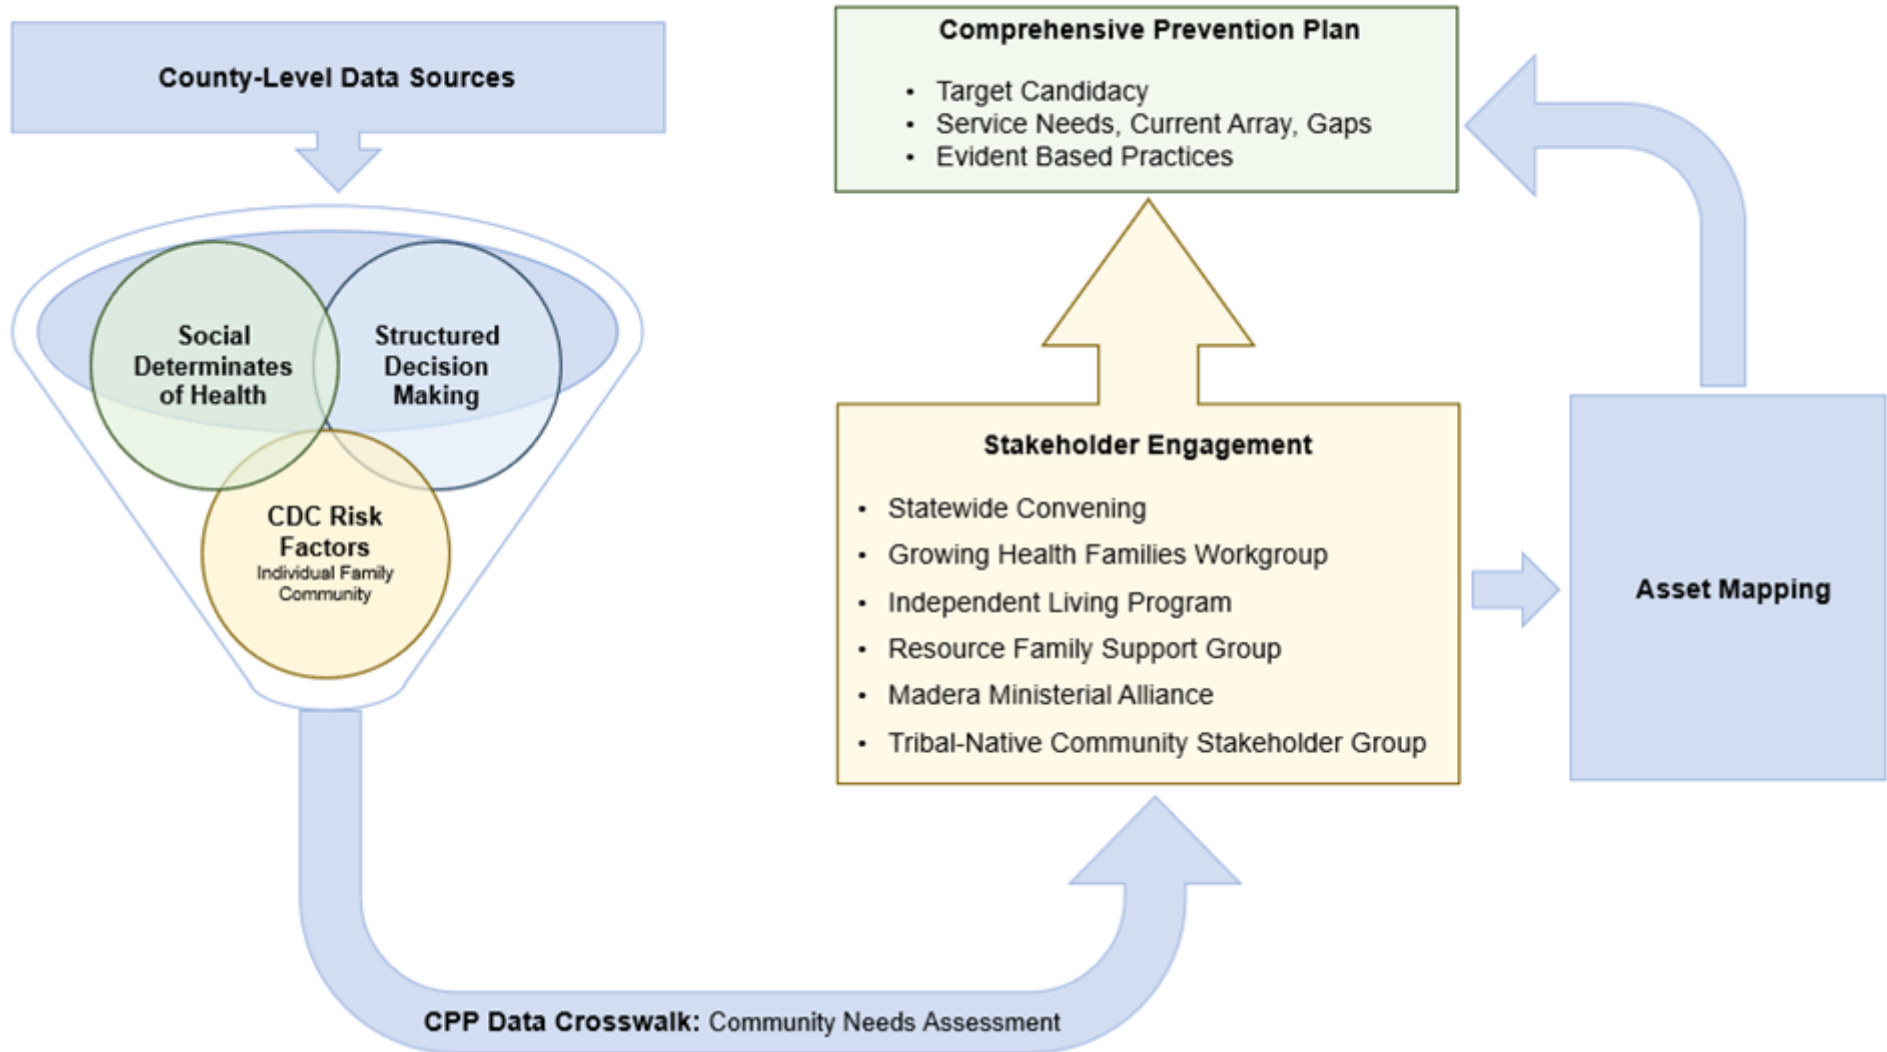 County-Level Data Sources
Social
Determinates
of Health
Structured
Decision
Making
CDC Risk
Factors
Individual Family
Community
CPP Data Crosswalk: Community Needs Assessment
Comprehensive Prevention Plan
• Target Candidacy
• Service Needs, Current Array, Gaps
• Evident Based Practices
Stakeholder Engagement
• Statewide Convening
• Growing Health Families Workgroup
• Independent Living Program
• Resource Family Support Group
• Madera Ministerial Alliance
• Tribal-Native Community Stakeholder Group
Asset Mapping